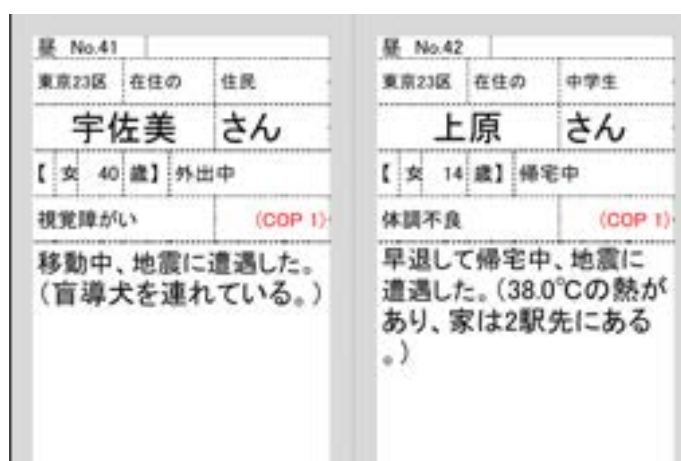 昼 No.41
東京23区 在住の 住民
宇佐美 さん
【 女 40 歳】 外出中
視覚障がい (COP 1)
移動中、地震に遭遇した。
(盲導犬を連れている。)
昼 No.42
東京23区 在住の 中学生
上原 さん
【 女 14 歳】 帰宅中
体調不良 (COP 1)
早退して帰宅中、地震に
遭遇した。(38.0℃の熱が
あり、家は2駅先にある
。)